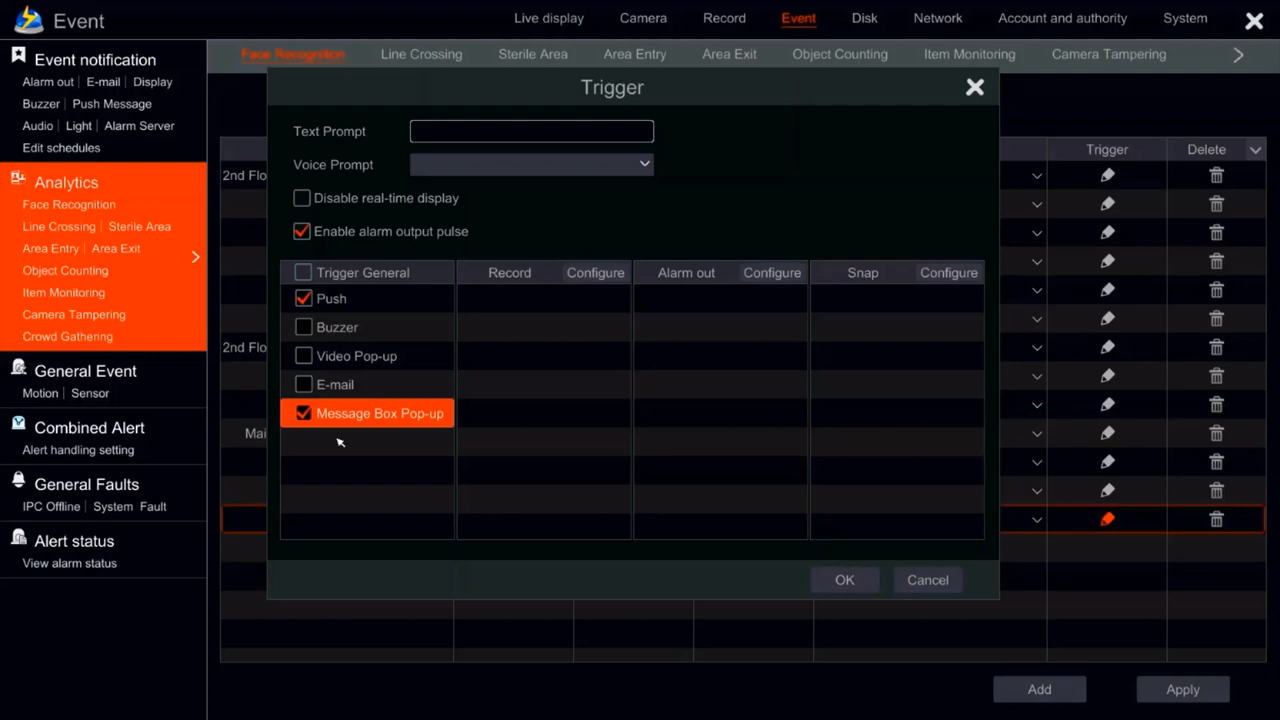 Event
Live display Camera Record Event Disk Network Account and authority System
Event notification
Alarm out E-mail Display
Buzzer Push Message
Audio Light Alarm Server
Edit schedules
Analytics
Face Recognition
Line Crossing Sterile Area
Area Entry Area Exit
Object Counting
Item Monitoring
Camera Tampering
Crowd Gathering
General Event
Motion Sensor
Combined Alert
Alert handling setting
General Faults
IPC Offline System Fault
Alert status
View alarm status
Face Recognition Line Crossing Sterile Area Area Entry Area Exit Object Counting Item Monitoring Camera Tampering
Trigger
Text Prompt
Voice Prompt
Disable real-time display
Enable alarm output pulse
Trigger General Record Configure Alarm out Configure Snap Configure
Push
Buzzer
Video Pop-up
E-mail
Message Box Pop-up
OK Cancel
Trigger Delete
2nd Flo
2nd Flo
Mai
Add Apply